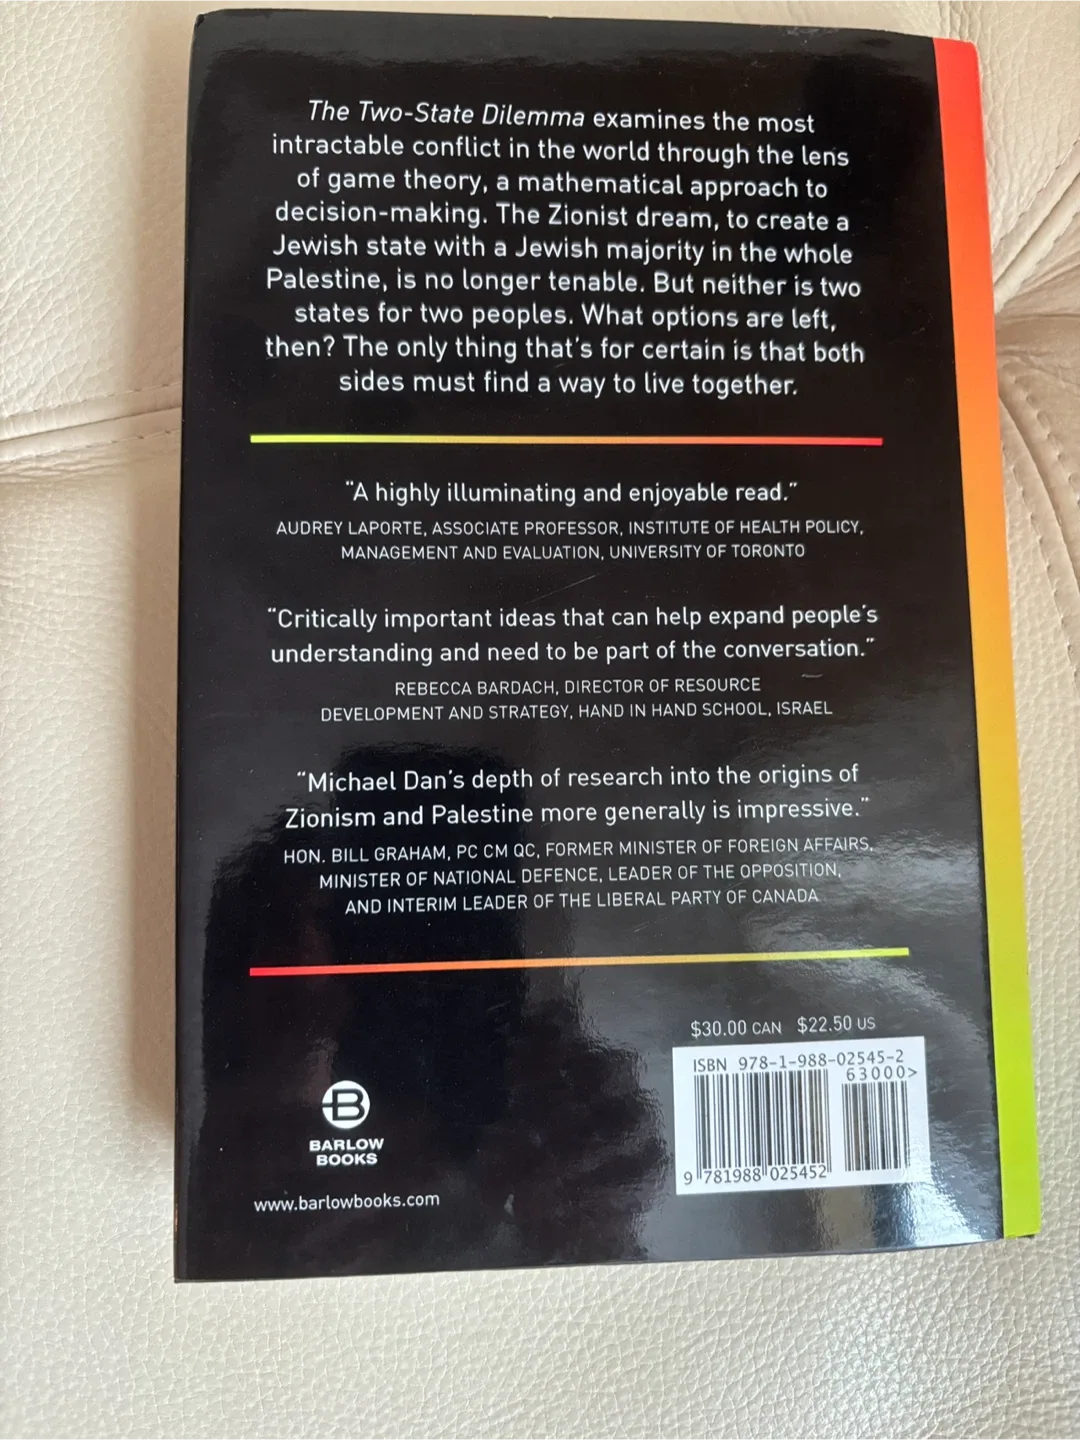 The Two-State Dilemma examines the most
intractable conflict in the world through the lens
of game theory, a mathematical approach to
decision-making. The Zionist dream, to create a
Jewish state with a Jewish majority in the whole
Palestine, is no longer tenable. But neither is two
states for two peoples. What options are left,
then? The only thing that's for certain is that both
sides must find a way to live together.
"A highly illuminating and enjoyable read."
AUDREY LAPORTE, ASSOCIATE PROFESSOR, INSTITUTE OF HEALTH POLICY,
MANAGEMENT AND EVALUATION, UNIVERSITY OF TORONTO
"Critically important ideas that can help expand people's
understanding and need to be part of the conversation."
REBECCA BARDACH, DIRECTOR OF RESOURCE
DEVELOPMENT AND STRATEGY, HAND IN HAND SCHOOL, ISRAEL
"Michael Dan's depth of research into the origins of
Zionism and Palestine more generally is impressive."
HON. BILL GRAHAM, PC CM QC, FORMER MINISTER OF FOREIGN AFFAIRS,
MINISTER OF NATIONAL DEFENCE, LEADER OF THE OPPOSITION,
AND INTERIM LEADER OF THE LIBERAL PARTY OF CANADA
$30.00 CAN $22.50 US
ISBN 978-1-988-02545-2
63000>
9 781988 025452
B
BARLOW
BOOKS
www.barlowbooks.com